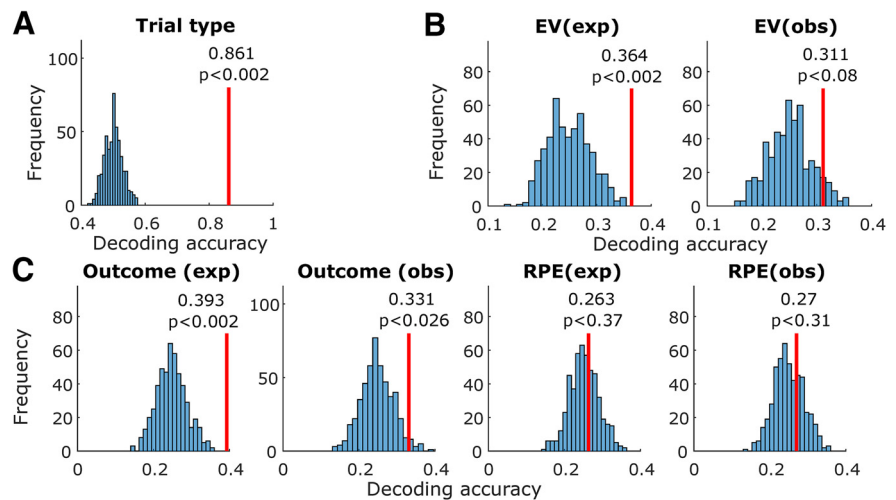 A
Trial type
0.861
p<0.002
100
50
0
Frequency
0.4
0.6
0.8
1
Decoding accuracy
B
EV(exp)
0.364
p<0.002
80
60
40
20
0
Frequency
0.1
0.2
0.3
0.4
EV(obs)
0.311
p<0.08
80
60
40
20
0
0.1
0.2
0.3
0.4
Decoding accuracy
C
Outcome (exp)
0.393
p<0.002
80
60
40
20
0
Frequency
0
0.2
0.4
Outcome (obs)
0.331
p<0.026
100
50
0
0
0.2
0.4
RPE(exp)
0.263
p<0.37
80
60
40
20
0
0
0.2
0.4
RPE(obs)
0.27
p<0.31
80
60
40
20
0
0
0.2
0.4
Decoding accuracy